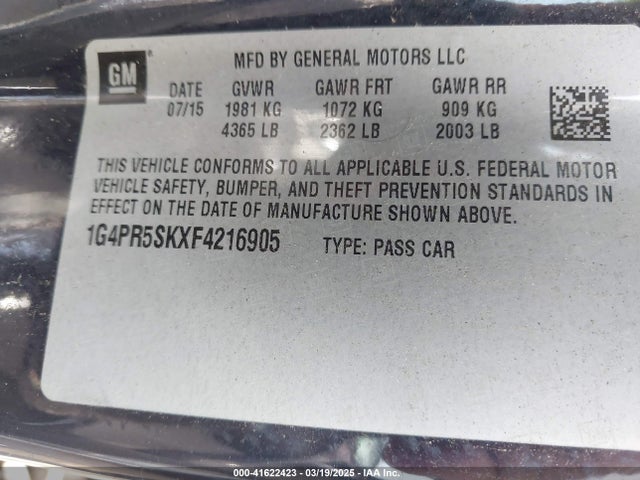 GM
MFD BY GENERAL MOTORS LLC
DATE GVWR GAWR FRT GAWR RR
07/15 1981 KG 1072 KG 909 KG
4365 LB 2362 LB 2003 LB
THIS VEHICLE CONFORMS TO ALL APPLICABLE U.S. FEDERAL MOTOR
VEHICLE SAFETY, BUMPER, AND THEFT PREVENTION STANDARDS IN
EFFECT ON THE DATE OF MANUFACTURE SHOWN ABOVE.
1G4PR5SKXF4216905 TYPE: PASS CAR
000-41622423 - 03/19/2025 - IAA Inc.